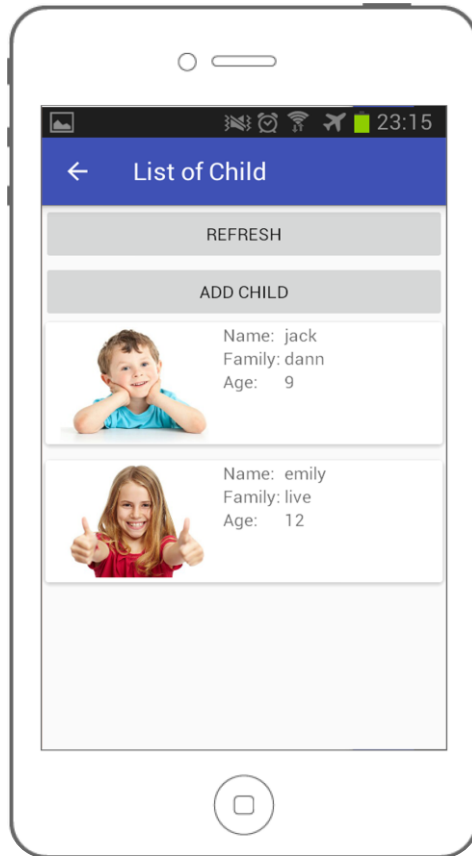 23:15
List of Child
REFRESH
ADD CHILD
Name: jack
Family: dann
Age: 9
Name: emily
Family: live
Age: 12